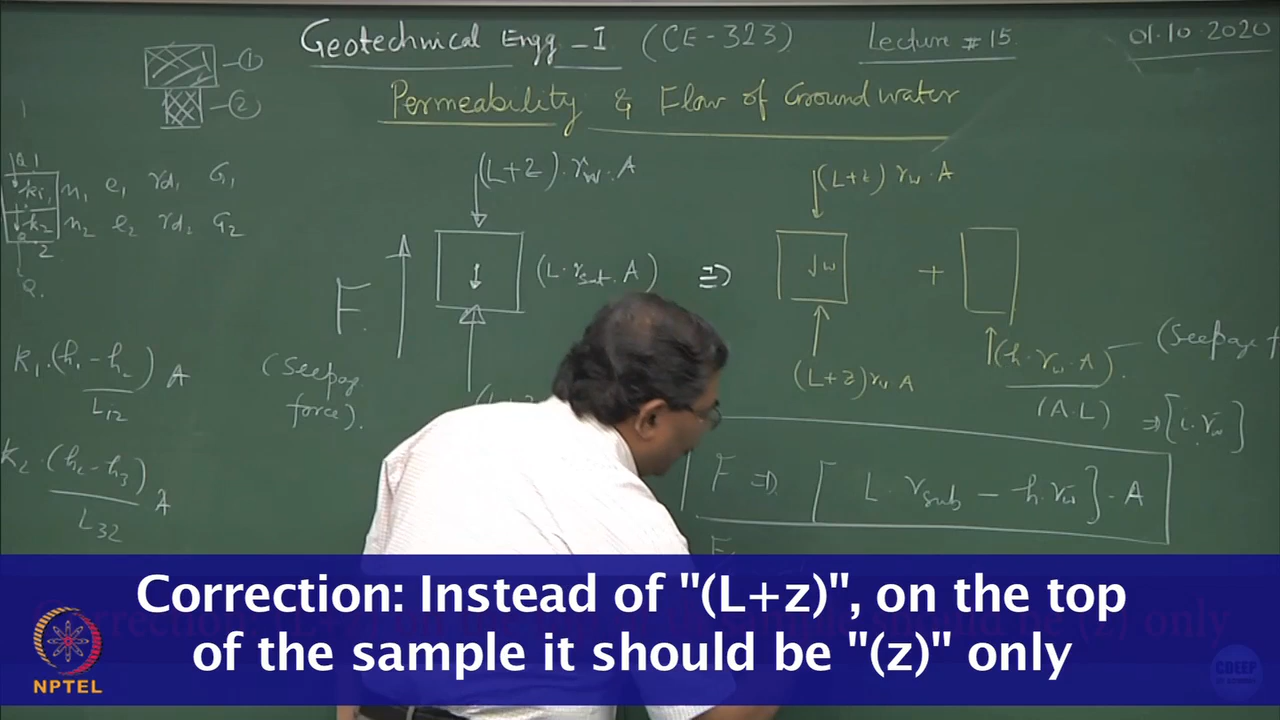 Geotechnical Engg - I (CE-323) Lecture # 15 01.10.2020
Permeability & Flow of Groundwater
①
②
k1, n1 e1 γd1 G1
k2 n2 e2 γd2 G2
2
Q.
k1.(h1-h2) A
L12
k2.(h2-h3) A
L32
(L+z).γw.A
(L.γsat.A)
F.
(Seepage
force).
⇒
(L+z) γw.A
↓w
+
(L+z)γw.A
(h.γw.A)
(A.L)
⇒[i.γw]
(Seepage
F ⇒ [L.γsub - h.γw].A
Correction: Instead of "(L+z)", on the top
of the sample it should be "(z)" only
NPTEL
CDEEP